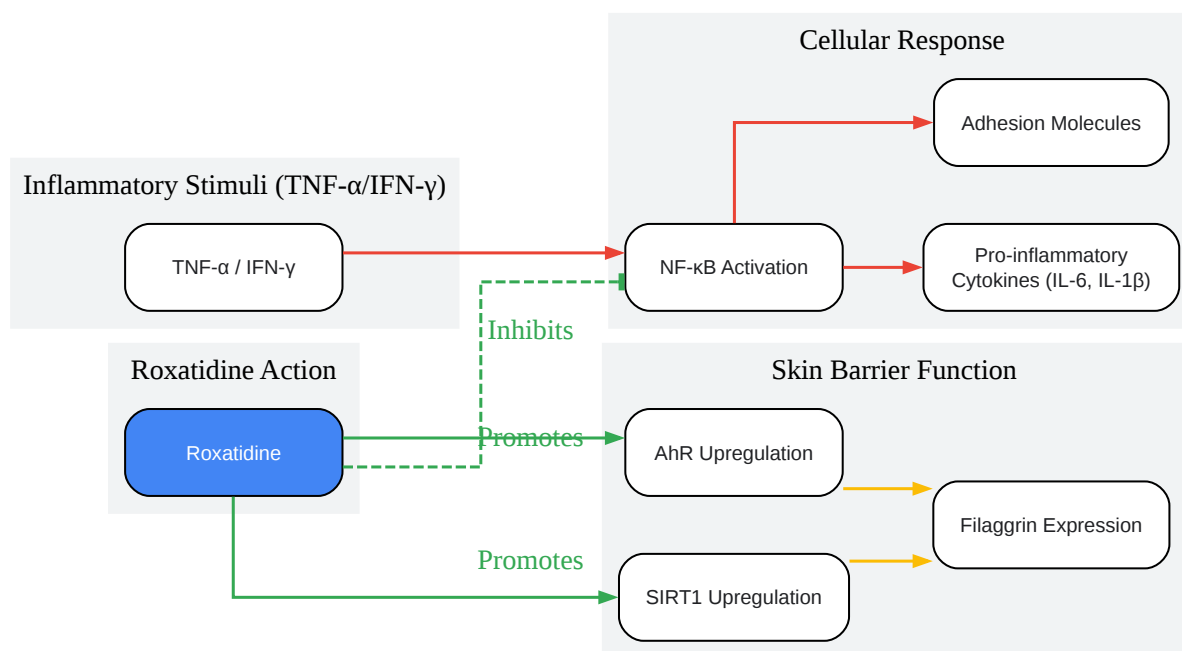 Cellular Response
Adhesion Molecules
Inflammatory Stimuli (TNF-α/IFN-γ)
TNF-α / IFN-γ
NF-κB Activation
Pro-inflammatory
Cytokines (IL-6, IL-1β)
Inhibits
Roxatidine Action
Skin Barrier Function
Roxatidine
Promotes
AhR Upregulation
Filaggrin Expression
Promotes
SIRT1 Upregulation